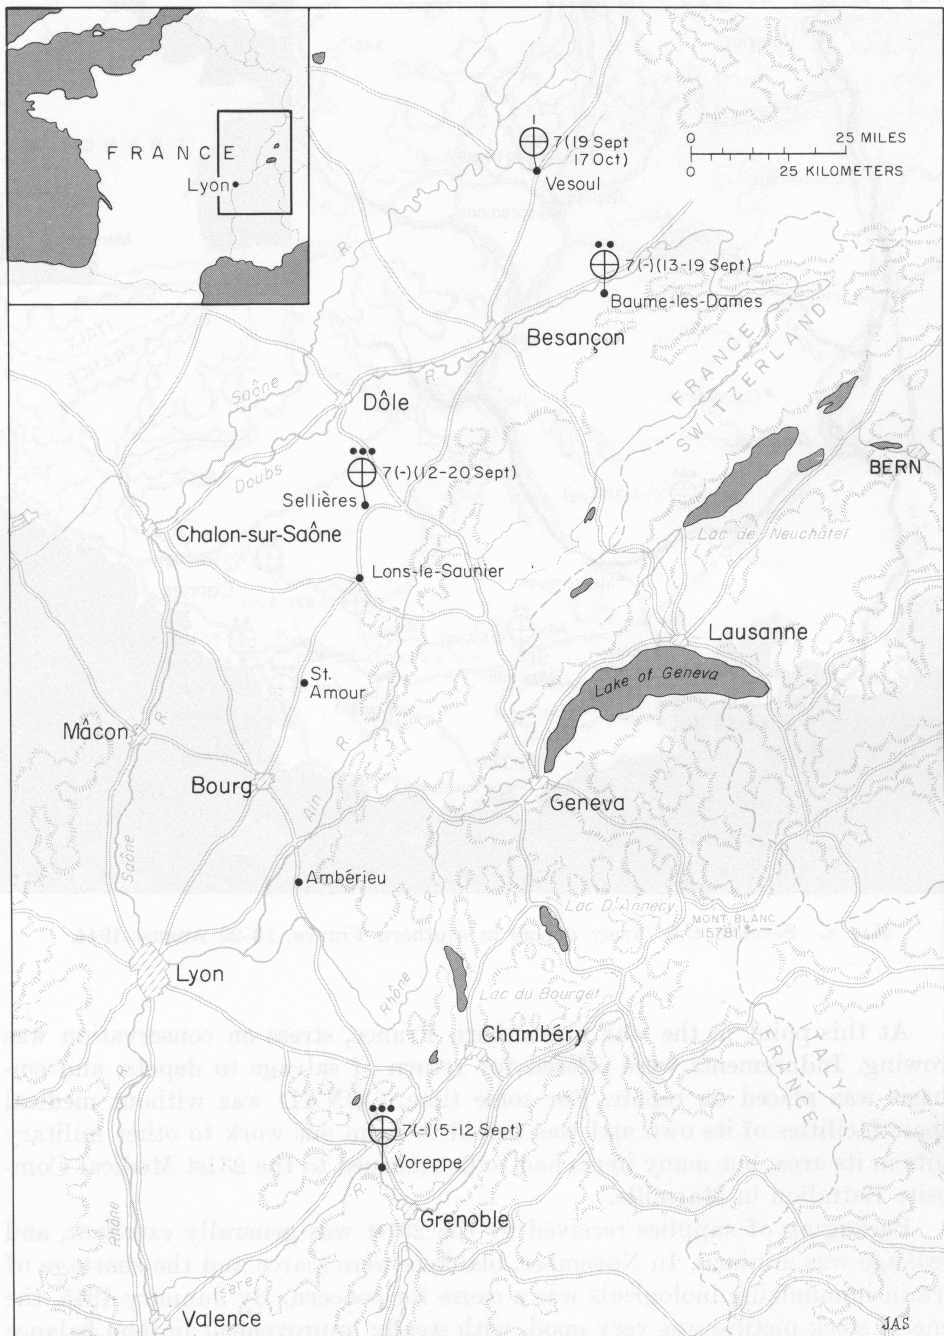 FRANCE
Lyon
7(19 Sept
17 Oct)
Vesoul
0 25 MILES
0 25 KILOMETERS
7(-)(13-19 Sept)
Baume-les-Dames
Besançon
R
FRANCE
SWITZERLAND
R
Saône
Dôle
7(-)(12-20 Sept)
Doubs
Sellières
BERN
Chalon-sur-Saône
Lac de Neuchâtel
Lons-le-Saunier
Lausanne
St.
Amour
Lake of Geneva
R
Mâcon
R
Bourg
Ain
Geneva
Saône
Ambérieu
R
Lac D'Annecy
MONT BLANC
15781
Lyon
Rhône
Lac du Bourget
Chambéry
ITALY
FRANCE
7(-)(5-12 Sept)
Voreppe
R
Grenoble
Rhône
Isère
Valence
JAS